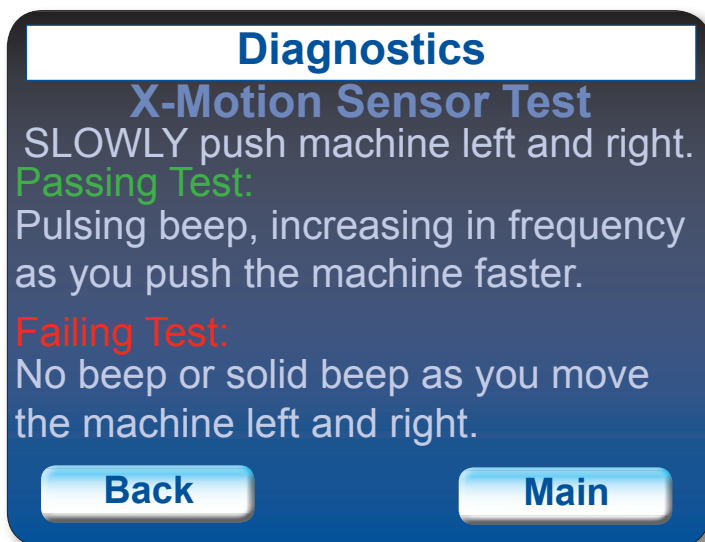 Diagnostics
X-Motion Sensor Test
SLOWLY push machine left and right.
Passing Test:
Pulsing beep, increasing in frequency
as you push the machine faster.
Failing Test:
No beep or solid beep as you move
the machine left and right.
Back
Main